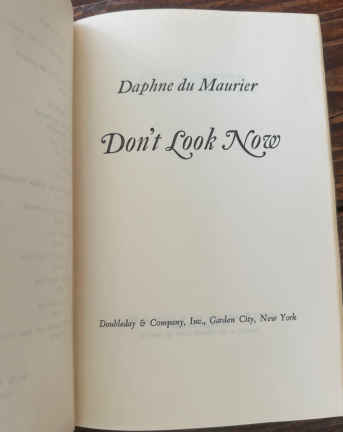 Daphne du Maurier
Don't Look Now
Doubleday & Company, Inc., Garden City, New York